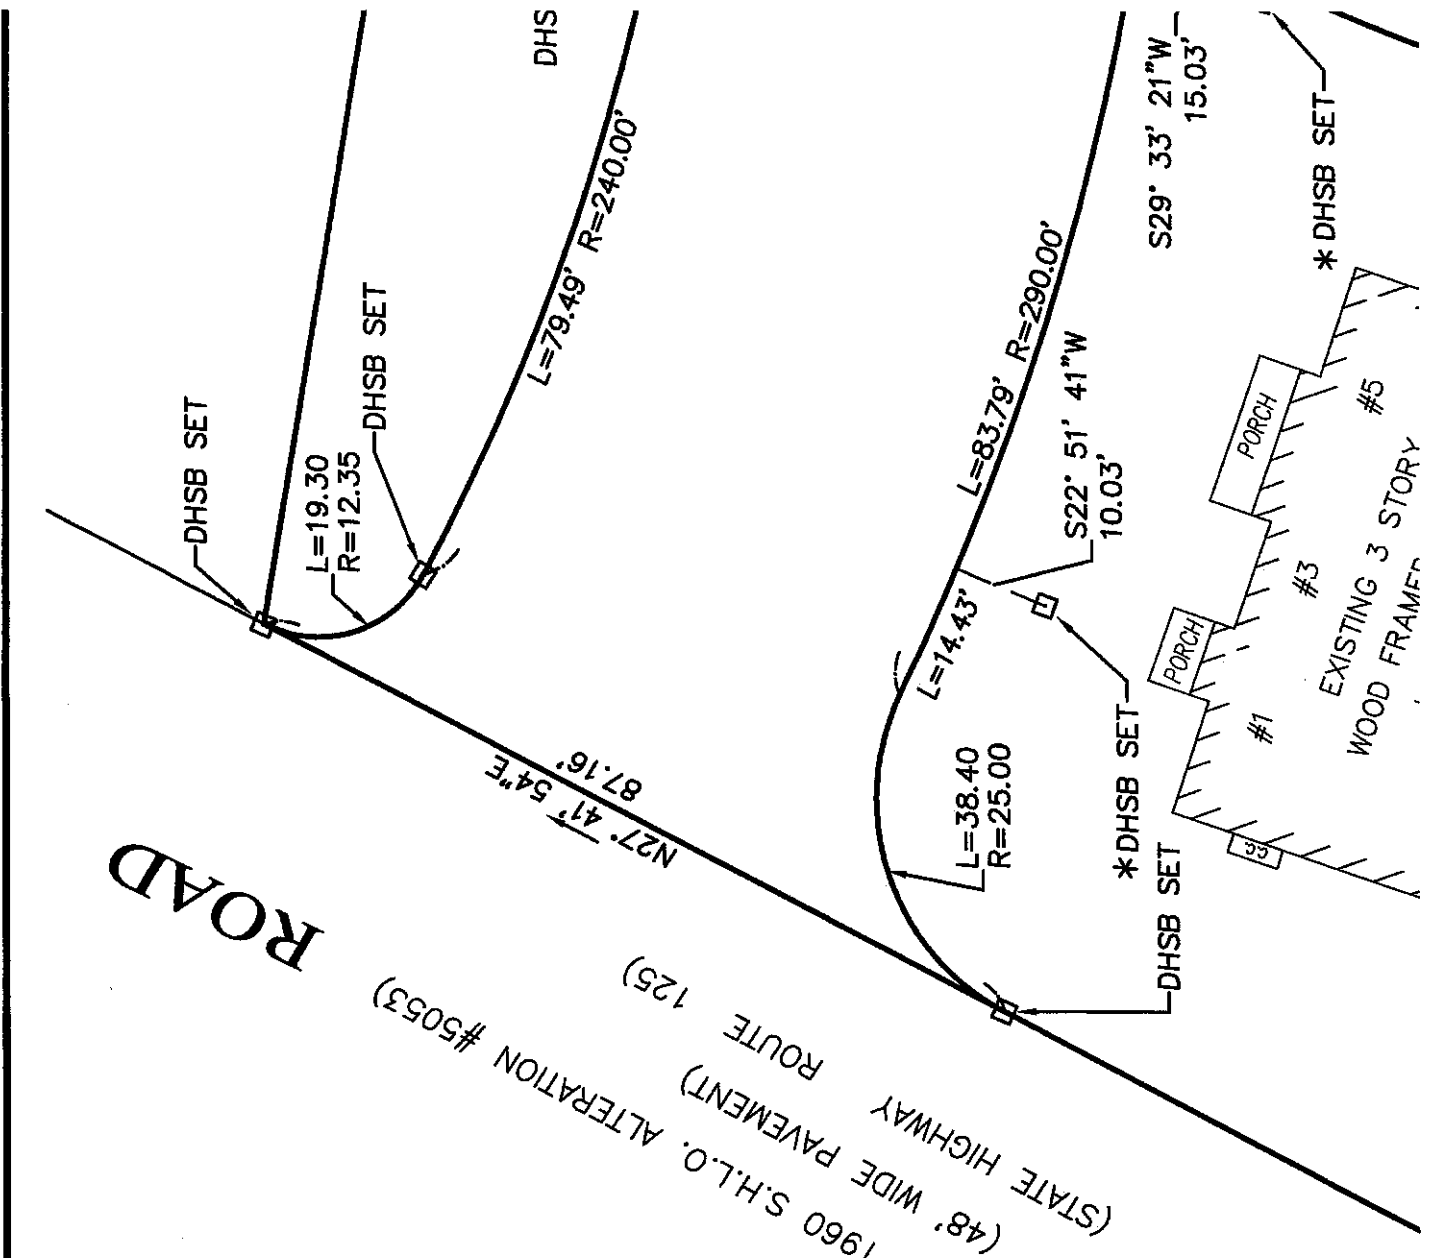 DHS
DHSB SET
L=19.30
R=12.35
DHSB SET
L=79.49' R=240.00'
S29° 33' 21"W
15.03'
*DHSB SET
L=83.79' R=290.00'
S22° 51' 41"W
10.03'
L=14.43'
L=38.40
R=25.00
*DHSB SET
DHSB SET
N27° 41' 54"E
87.16'
PORCH
PORCH
#5
#3
#1
EXISTING 3 STORY
WOOD FRAMED
ROAD
1960 S.H.L.O. ALTERATION #5053)
(48' WIDE PAVEMENT)
(STATE HIGHWAY ROUTE 125)